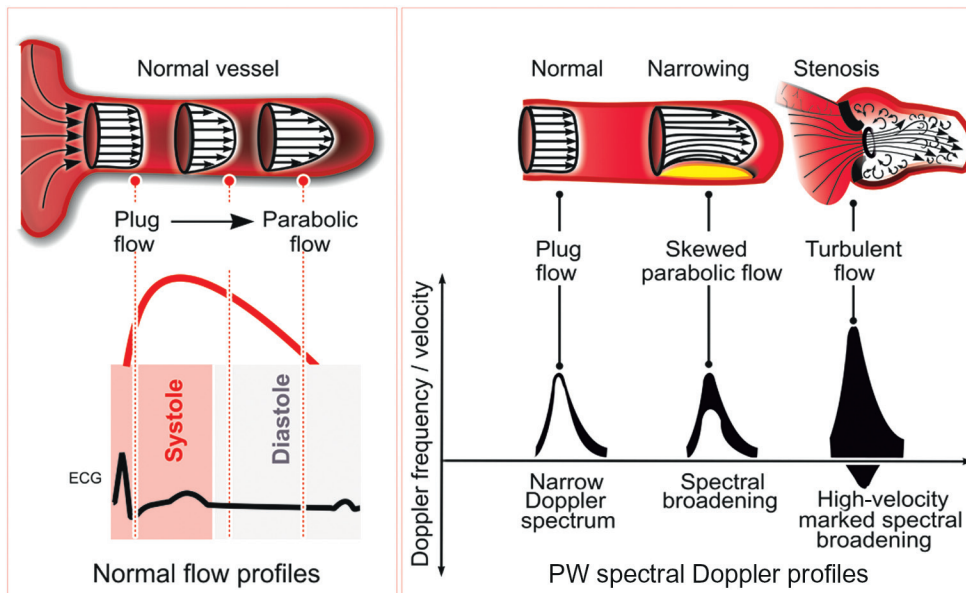 Normal vessel
Plug
flow
Parabolic
flow
Systole
Diastole
ECG
Normal flow profiles
Normal
Narrowing
Stenosis
Plug
flow
Skewed
parabolic flow
Turbulent
flow
Doppler frequency / velocity
Narrow
Doppler
spectrum
Spectral
broadening
High-velocity
marked spectral
broadening
PW spectral Doppler profiles